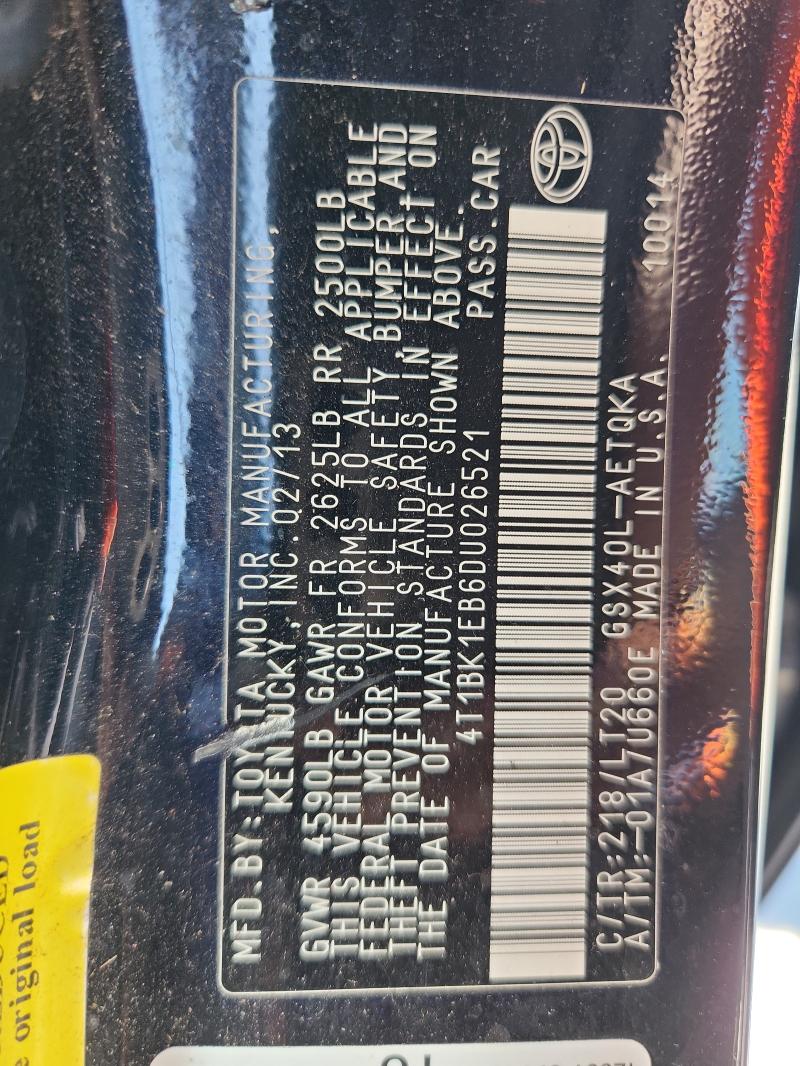 MFD.BY:TOYOTA MOTOR MANUFACTURING,
KENTUCKY,INC.02/13
GVWR 4590LB GAWR FR 2625LB RR 2500LB
THIS VEHICLE CONFORMS TO ALL APPLICABLE
FEDERAL MOTOR VEHICLE SAFETY,BUMPER,AND
THEFT PREVENTION STANDARDS IN EFFECT ON
THE DATE OF MANUFACTURE SHOWN ABOVE.
4T1BK1EB6DU026521 PASS.CAR
C/TR:218/LT20 GSX40L-AETQKA
A/TM:-01A/U660E MADE IN U.S.A. 10014
original load